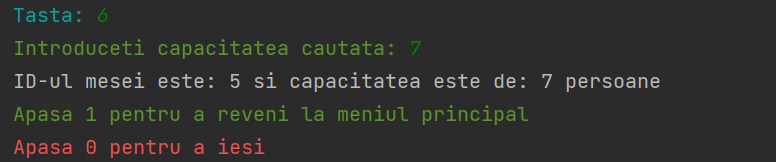 Tasta: 6
Introduceti capacitatea cautata: 7
ID-ul mesei este: 5 si capacitatea este de: 7 persoane
Apasa 1 pentru a reveni la meniul principal
Apasa 0 pentru a iesi